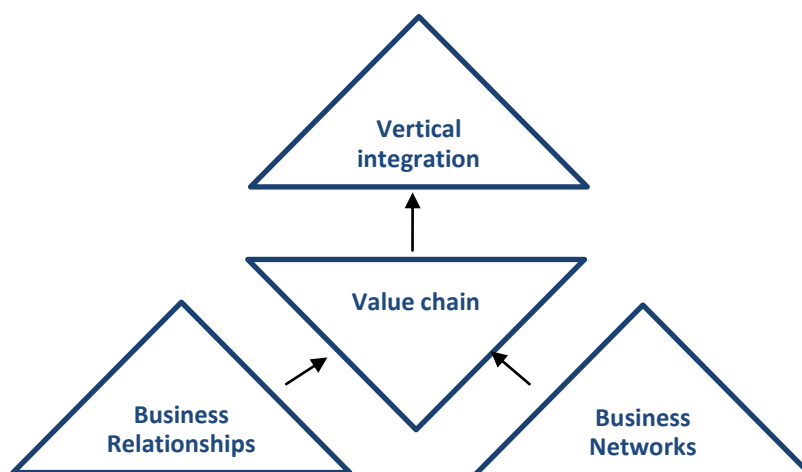 Vertical
integration
Value chain
Business
Relationships
Business
Networks